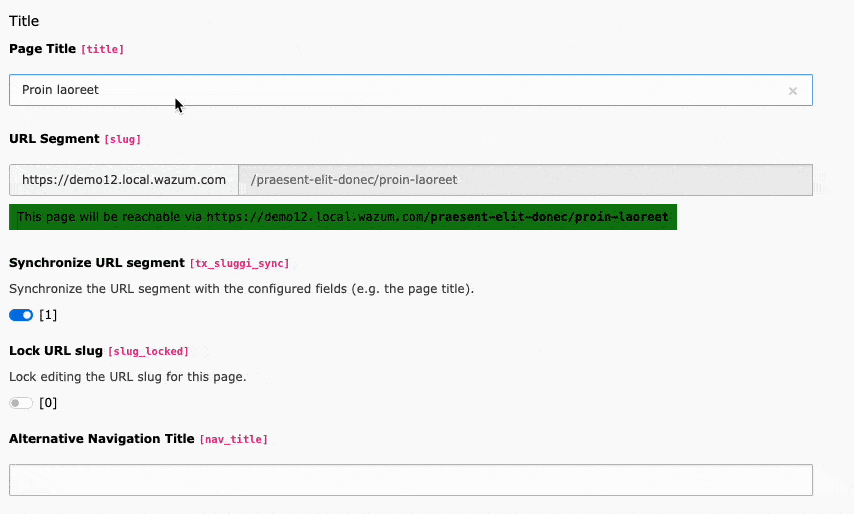 Title
Page Title [title]
Proin laoreet
URL Segment [slug]
https://demo12.local.wazum.com /praesent-elit-donec/proin-laoreet
This page will be reachable via https://demo12.local.wazum.com/praesent-elit-donec/proin-laoreet
Synchronize URL segment [tx_sluggi_sync]
Synchronize the URL segment with the configured fields (e.g. the page title).
[1]
Lock URL slug [slug_locked]
Lock editing the URL slug for this page.
[0]
Alternative Navigation Title [nav_title]